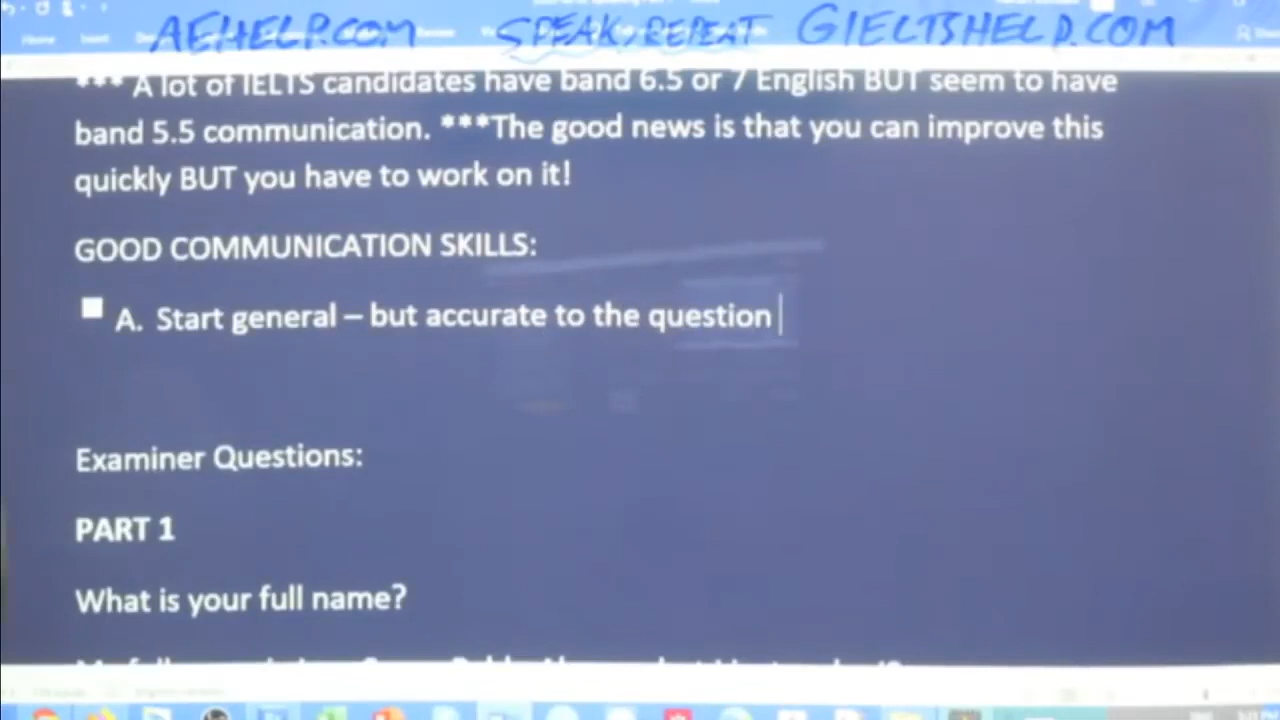 AEHELP.COM SPEAK, REPEAT GIELTSHELP.COM
Home Insert
*** A lot of IELTS candidates have band 6.5 or 7 English BUT seem to have
band 5.5 communication. ***The good news is that you can improve this
quickly BUT you have to work on it!
GOOD COMMUNICATION SKILLS:
A. Start general – but accurate to the question
Examiner Questions:
PART 1
What is your full name?